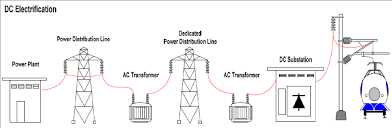 DC Electrification
Power Plant
Power Distribution Line
AC Transformer
Dedicated
Power Distribution Line
AC Transformer
DC Substation